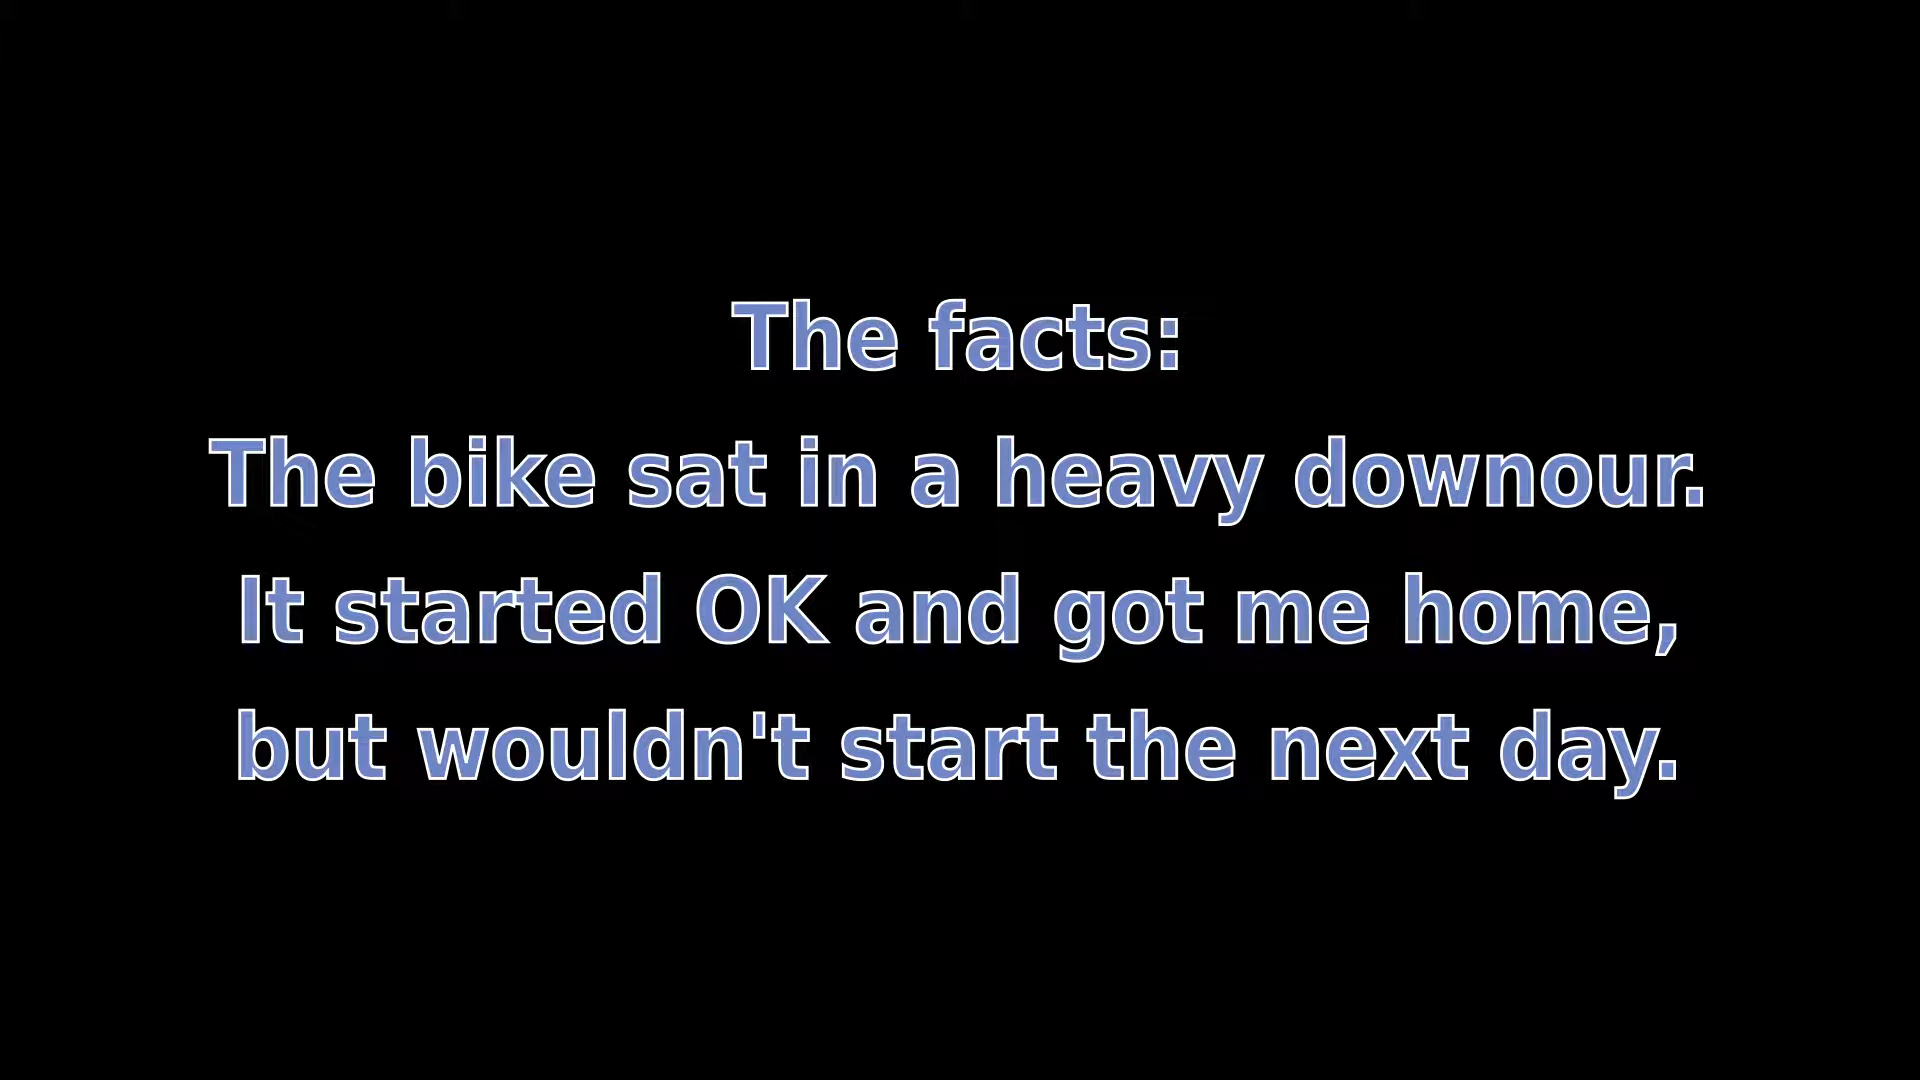 The facts:
The bike sat in a heavy downour.
It started OK and got me home,
but wouldn't start the next day.